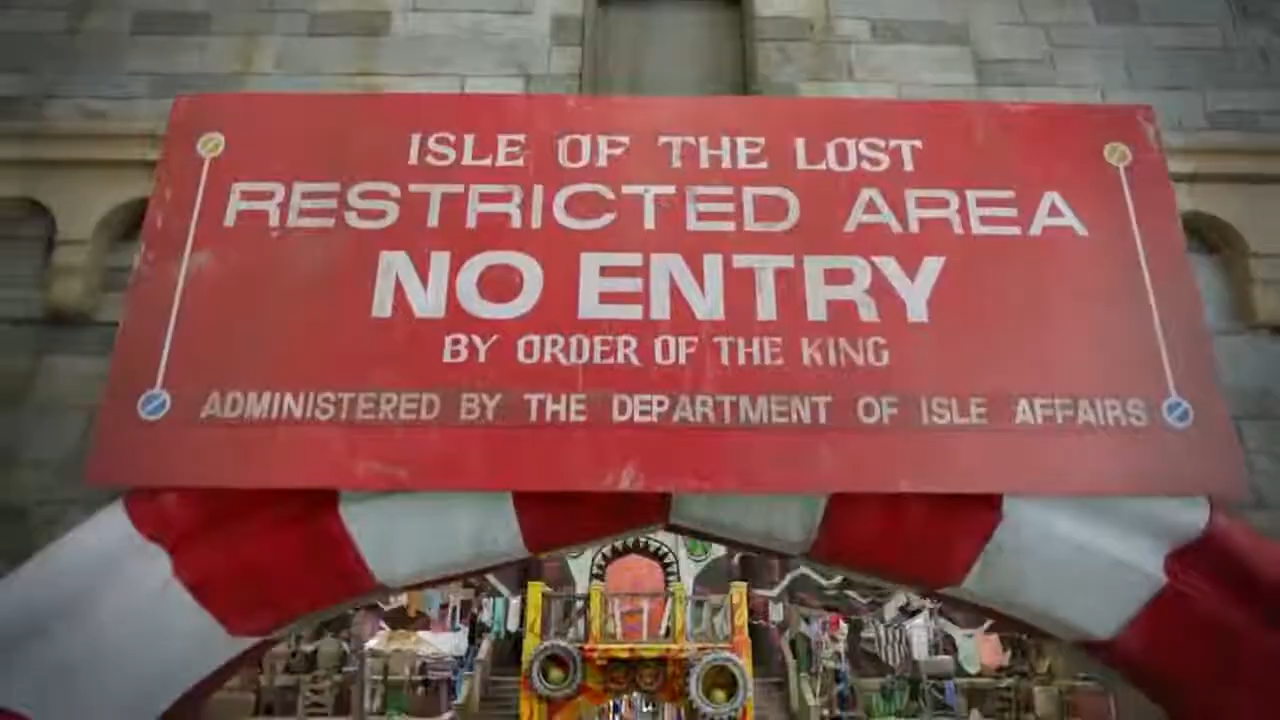 ISLE OF THE LOST
RESTRICTED AREA
NO ENTRY
BY ORDER OF THE KING
ADMINISTERED BY THE DEPARTMENT OF ISLE AFFAIRS